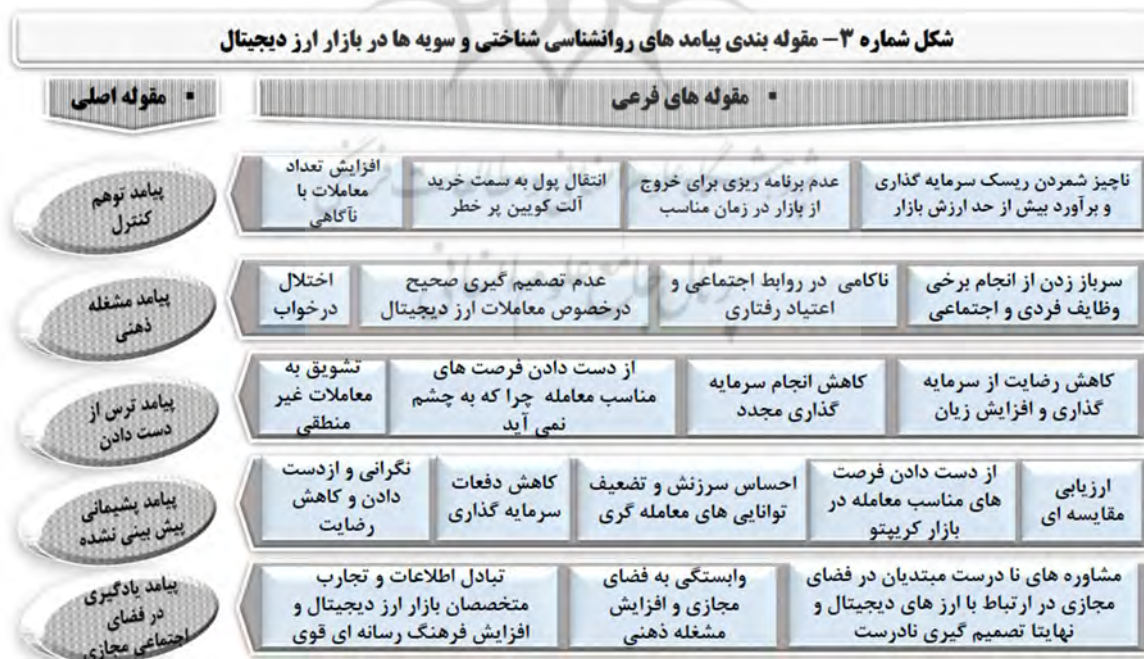 شکل شماره ۳- مقوله بندی پیامد های روانشناسی شناختی و سویه ها در بازار ارز دیجیتال
▪ مقوله اصلی
▪ مقوله های فرعی
پیامد توهم
کنترل
ناچیز شمردن ریسک سرمایه گذاری
و برآورد بیش از حد ارزش بازار
عدم برنامه ریزی برای خروج
از بازار در زمان مناسب
انتقال پول به سمت خرید
آلت کویین پر خطر
افزایش تعداد
معاملات با
ناآگاهی
پیامد مشغله
ذهنی
سرباز زدن از انجام برخی
وظایف فردی و اجتماعی
ناکامی در روابط اجتماعی و
اعتیاد رفتاری
عدم تصمیم گیری صحیح
درخصوص معاملات ارز دیجیتال
اختلال
درخواب
پیامد ترس از
دست دادن
کاهش رضایت از سرمایه
گذاری و افزایش زیان
کاهش انجام سرمایه
گذاری مجدد
از دست دادن فرصت های
مناسب معامله چرا که به چشم
نمی آید
تشویق به
معاملات غیر
منطقی
پیامد پشیمانی
پیش بینی نشده
ارزیابی
مقایسه ای
از دست دادن فرصت
های مناسب معامله در
بازار کریپتو
احساس سرزنش و تضعیف
توانایی های معامله گری
کاهش دفعات
سرمایه گذاری
نگرانی و ازدست
دادن و کاهش
رضایت
پیامد یادگیری
در فضای
اجتماعی مجازی
مشاوره های نا درست مبتدیان در فضای
مجازی در ارتباط با ارز های دیجیتال و
نهایتا تصمیم گیری نادرست
وابستگی به فضای
مجازی و افزایش
مشغله ذهنی
تبادل اطلاعات و تجارب
متخصصان بازار ارز دیجیتال و
افزایش فرهنگ رسانه ای قوی